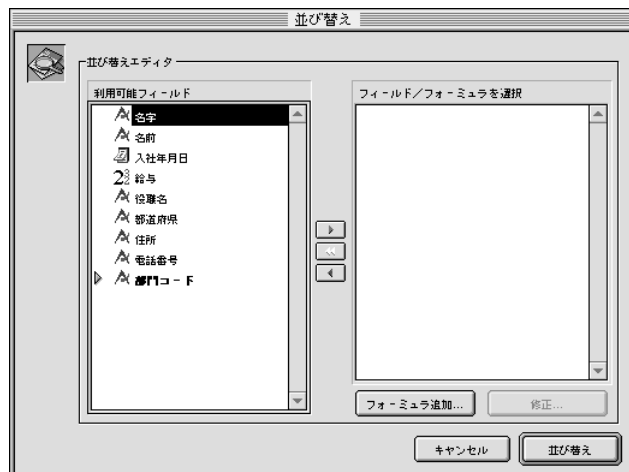 並び替え
並び替えエディタ
利用可能フィールド
名字
名前
入社年月日
給与
役職名
都道府県
住所
電話番号
部門コード
フィールド/フォーミュラを選択
フォーミュラ追加...
修正...
キャンセル
並び替え